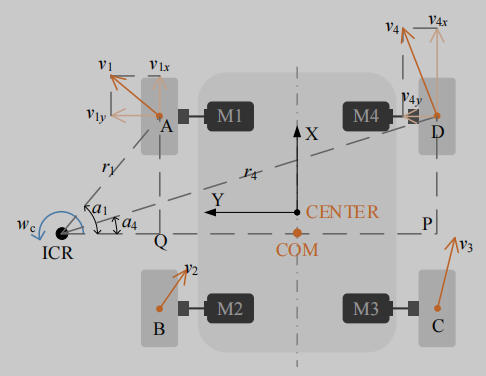 v1 v1x v4 v4x
v1y v4y
M1 M4
A D
X
r1 r4
Y
CENTER
a1 a4
wc
Q P
ICR COM
v2 v3
B M2 M3 C